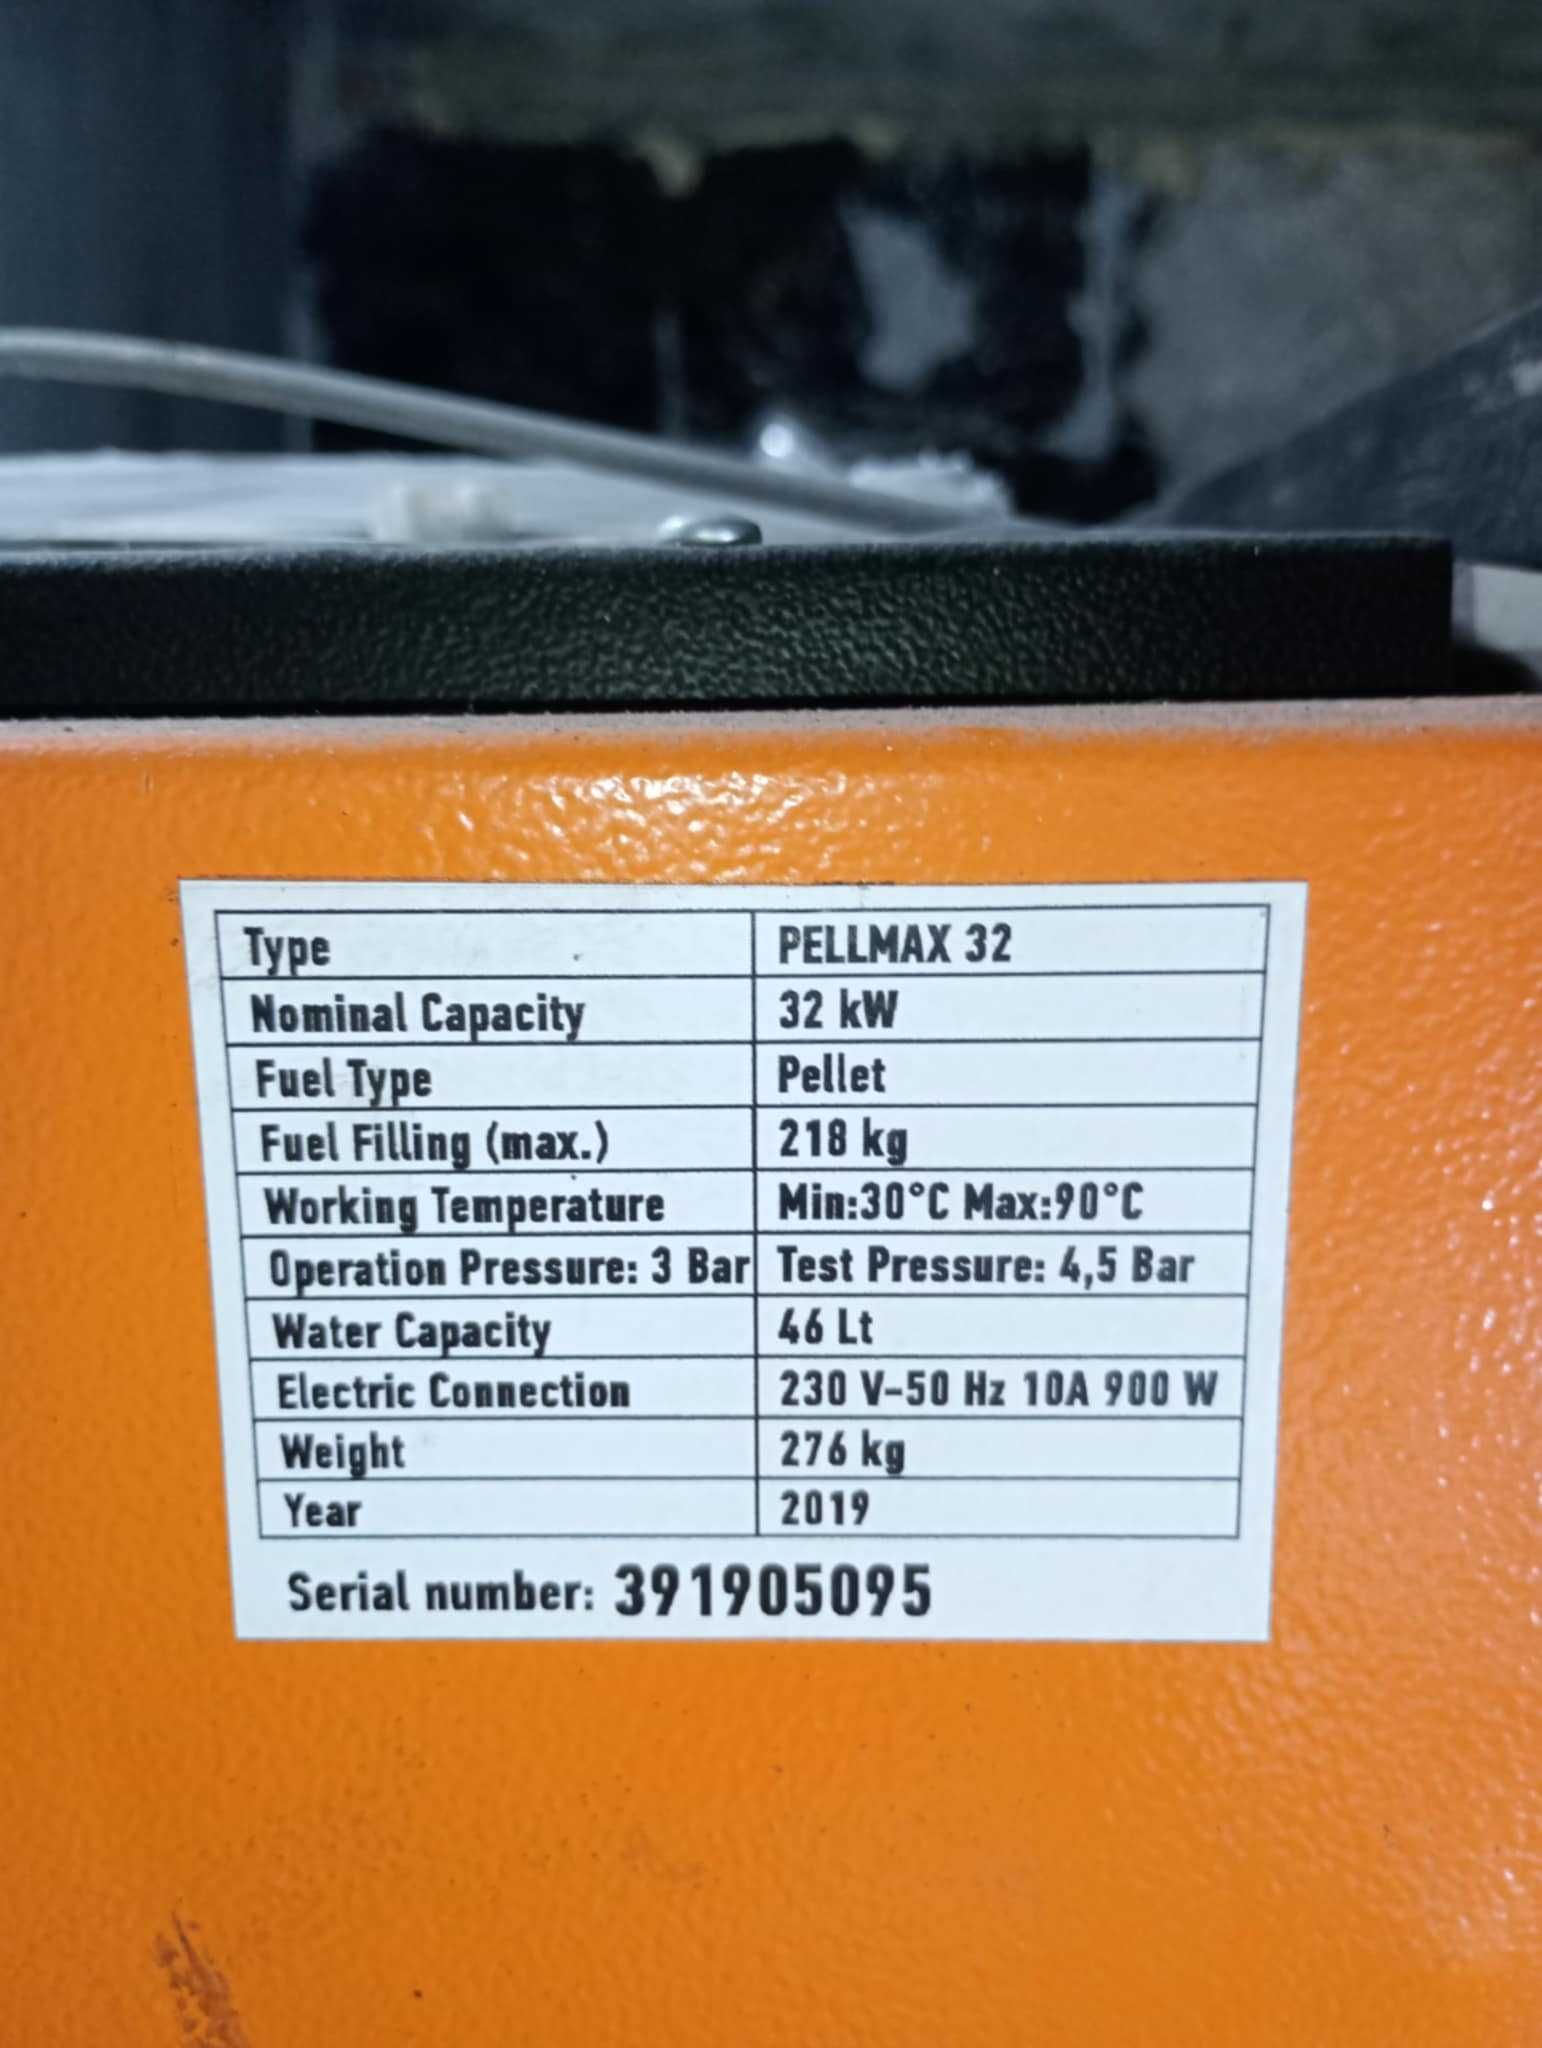 Type PELLMAX 32
Nominal Capacity 32 kW
Fuel Type Pellet
Fuel Filling (max.) 218 kg
Working Temperature Min:30°C Max:90°C
Operation Pressure: 3 Bar Test Pressure: 4,5 Bar
Water Capacity 46 Lt
Electric Connection 230 V-50 Hz 10A 900 W
Weight 276 kg
Year 2019
Serial number: 391905095